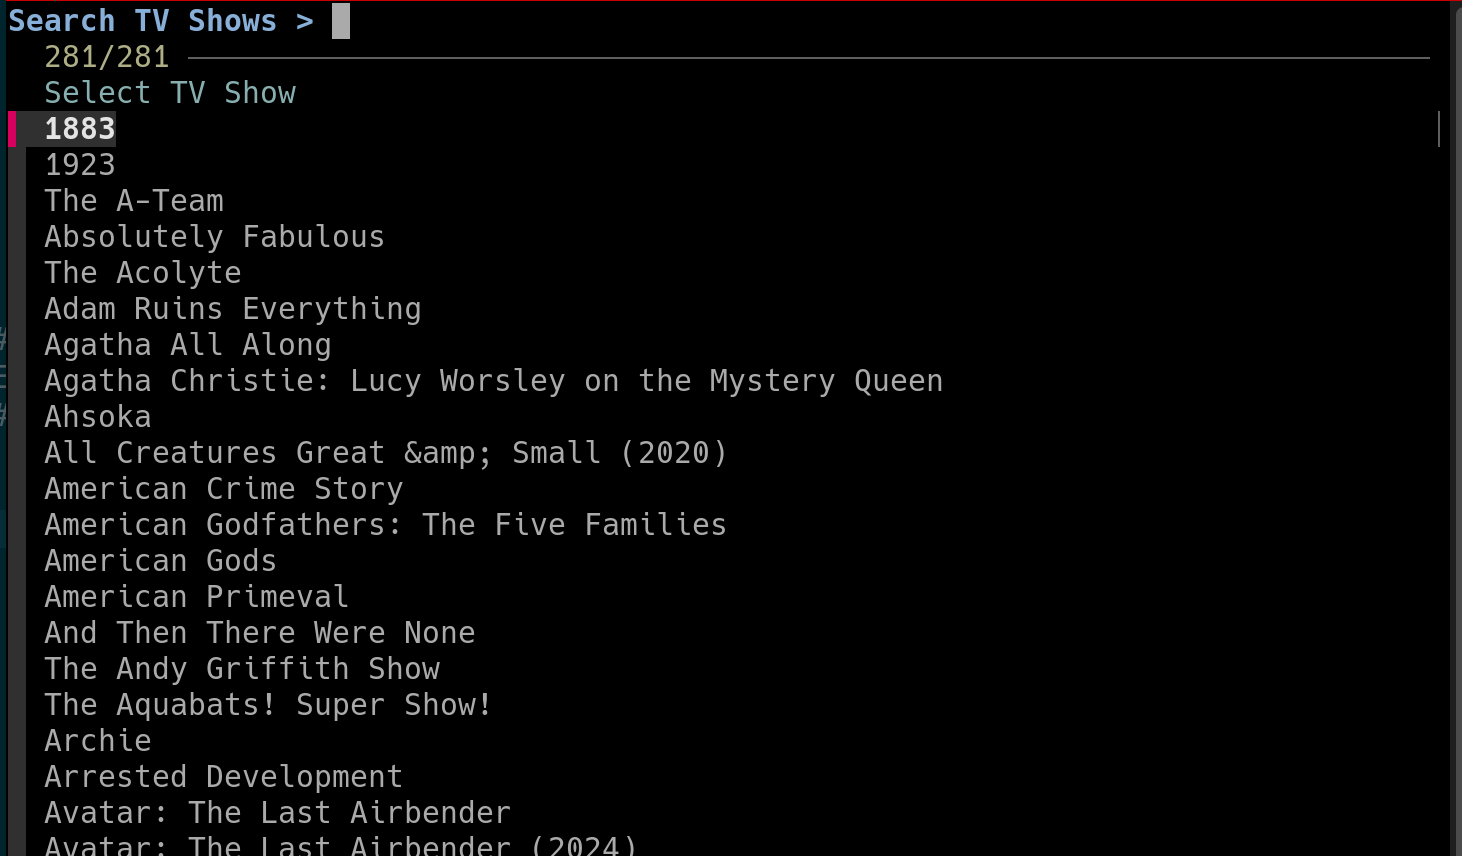 Search TV Shows >
281/281
Select TV Show
1883
1923
The A-Team
Absolutely Fabulous
The Acolyte
Adam Ruins Everything
Agatha All Along
Agatha Christie: Lucy Worsley on the Mystery Queen
Ahsoka
All Creatures Great &amp; Small (2020)
American Crime Story
American Godfathers: The Five Families
American Gods
American Primeval
And Then There Were None
The Andy Griffith Show
The Aquabats! Super Show!
Archie
Arrested Development
Avatar: The Last Airbender
Avatar: The Last Airbender (2024)